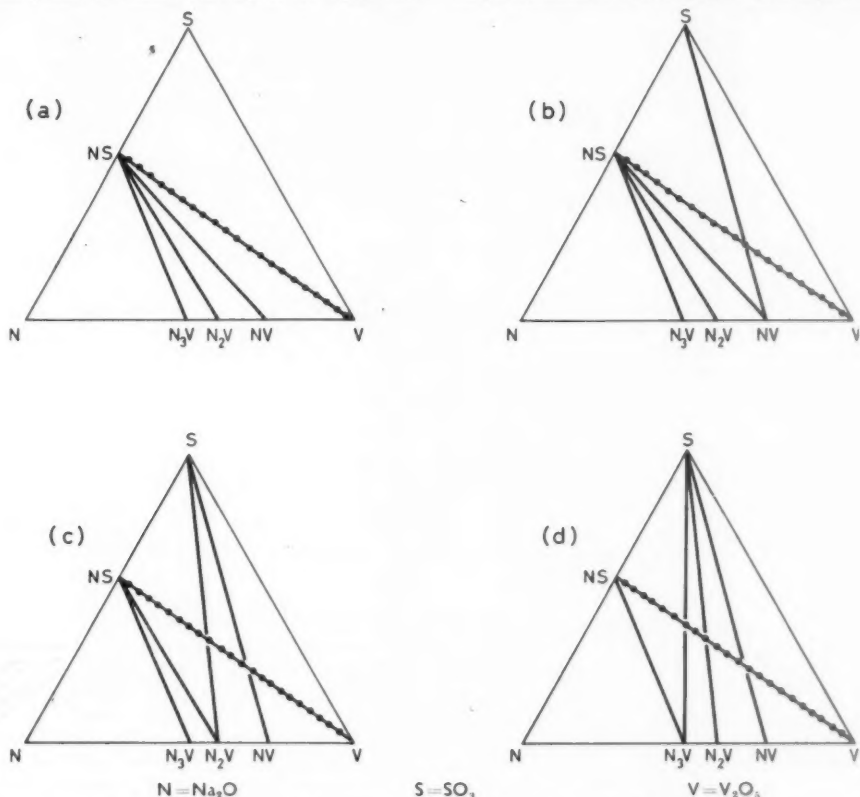 S
(a)
NS
N N₃V N₂V NV V
S
(b)
NS
N N₃V N₂V NV V
S
(c)
NS
N N₃V N₂V NV V
S
(d)
NS
N N₃V N₂V NV V
N=Na₂O S=SO₃ V=V₂O₅